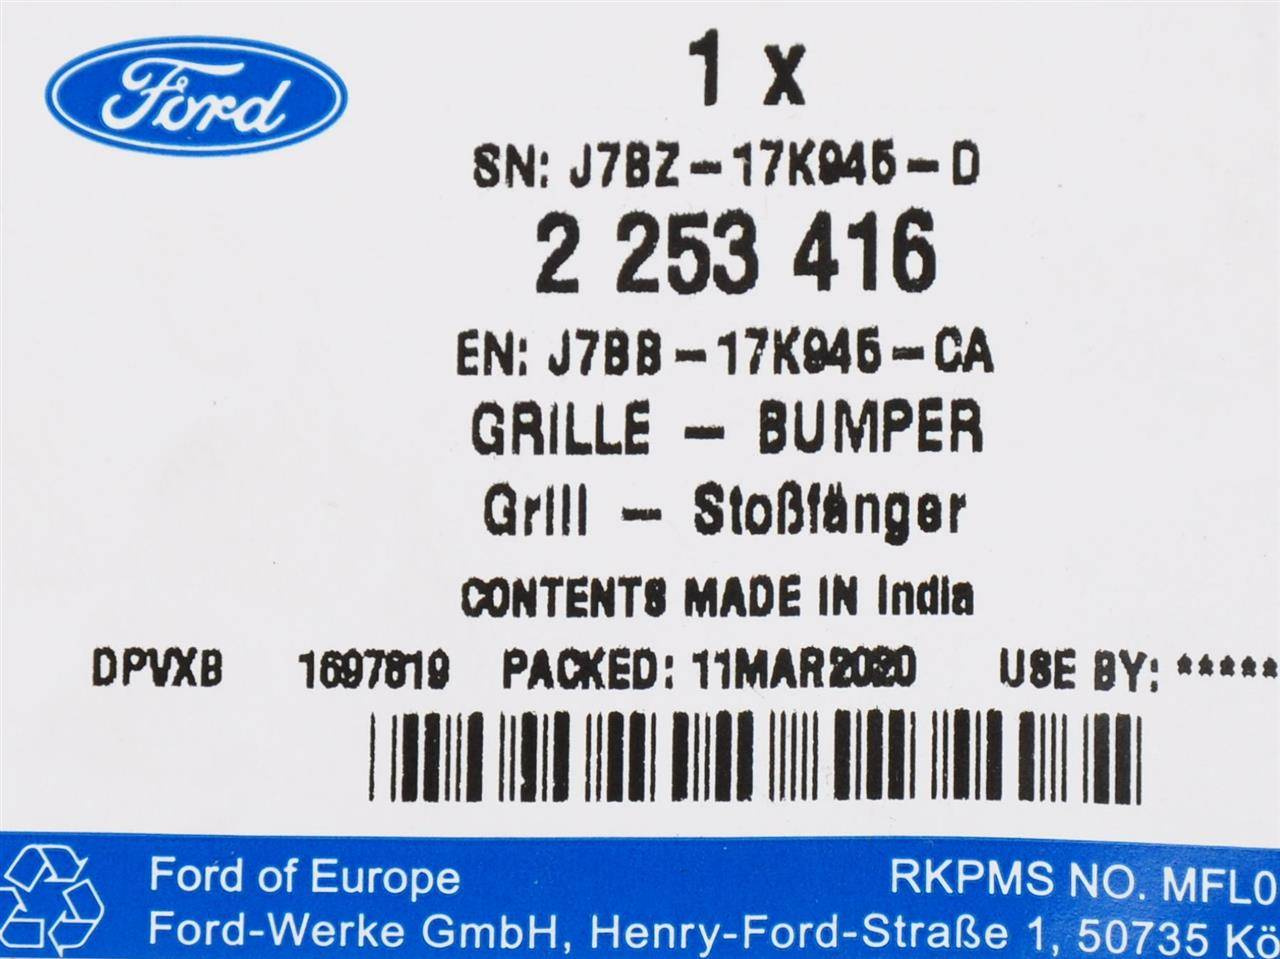 Ford
1 x
SN: J7BZ-17K945-D
2 253 416
EN: J7BB-17K945-CA
GRILLE - BUMPER
Grill - Stoßfänger
CONTENTS MADE IN India
DPVXB 1697819 PACKED: 11MAR2020 USE BY: *****
Ford of Europe RKPMS NO. MFL0
Ford-Werke GmbH, Henry-Ford-Straße 1, 50735 Kö